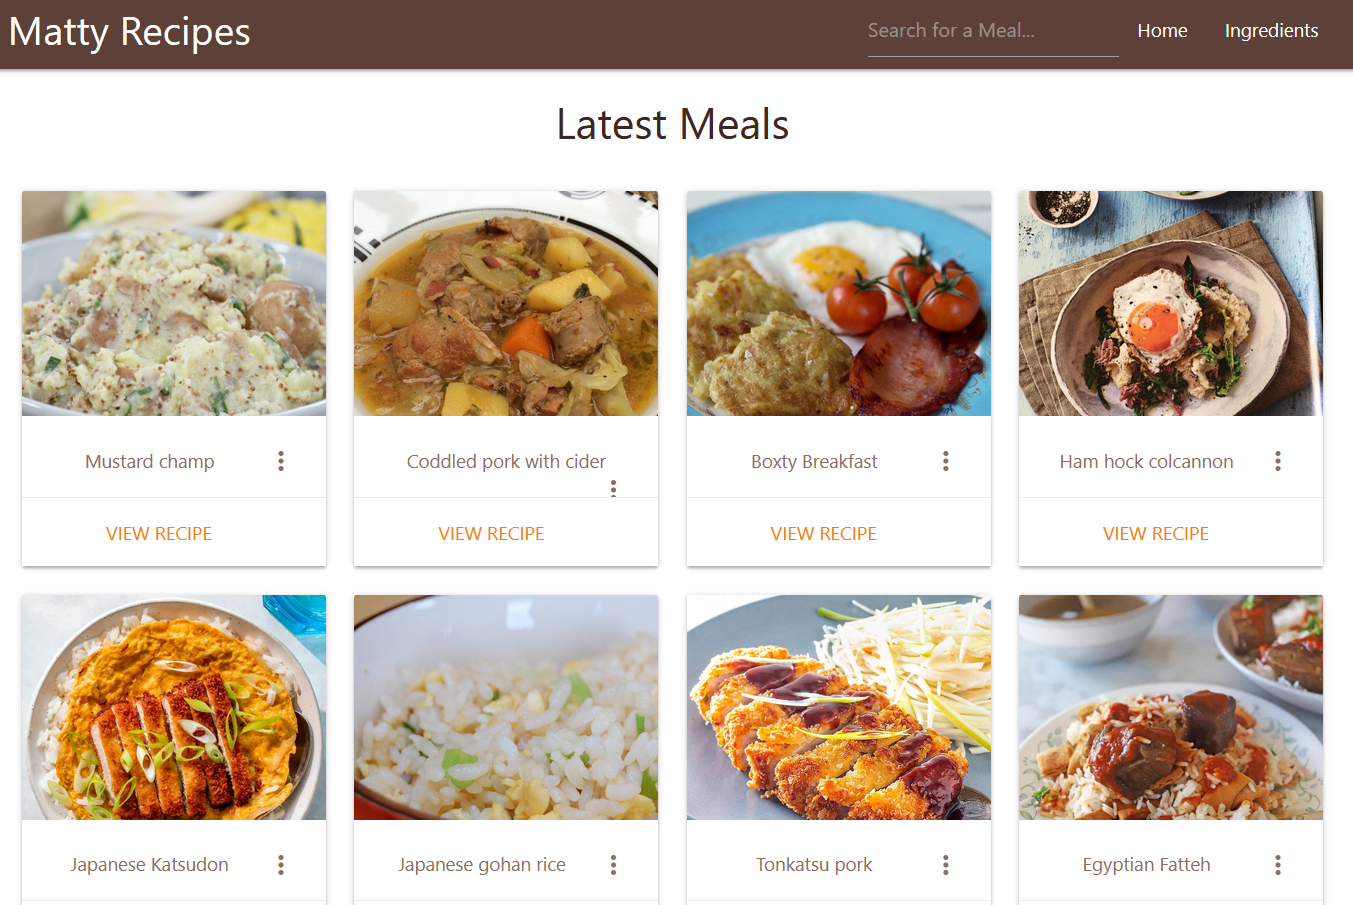 Matty Recipes
Search for a Meal...
Home
Ingredients
Latest Meals
Mustard champ
Coddled pork with cider
Boxty Breakfast
Ham hock colcannon
VIEW RECIPE
VIEW RECIPE
VIEW RECIPE
VIEW RECIPE
Japanese Katsudon
Japanese gohan rice
Tonkatsu pork
Egyptian Fatteh